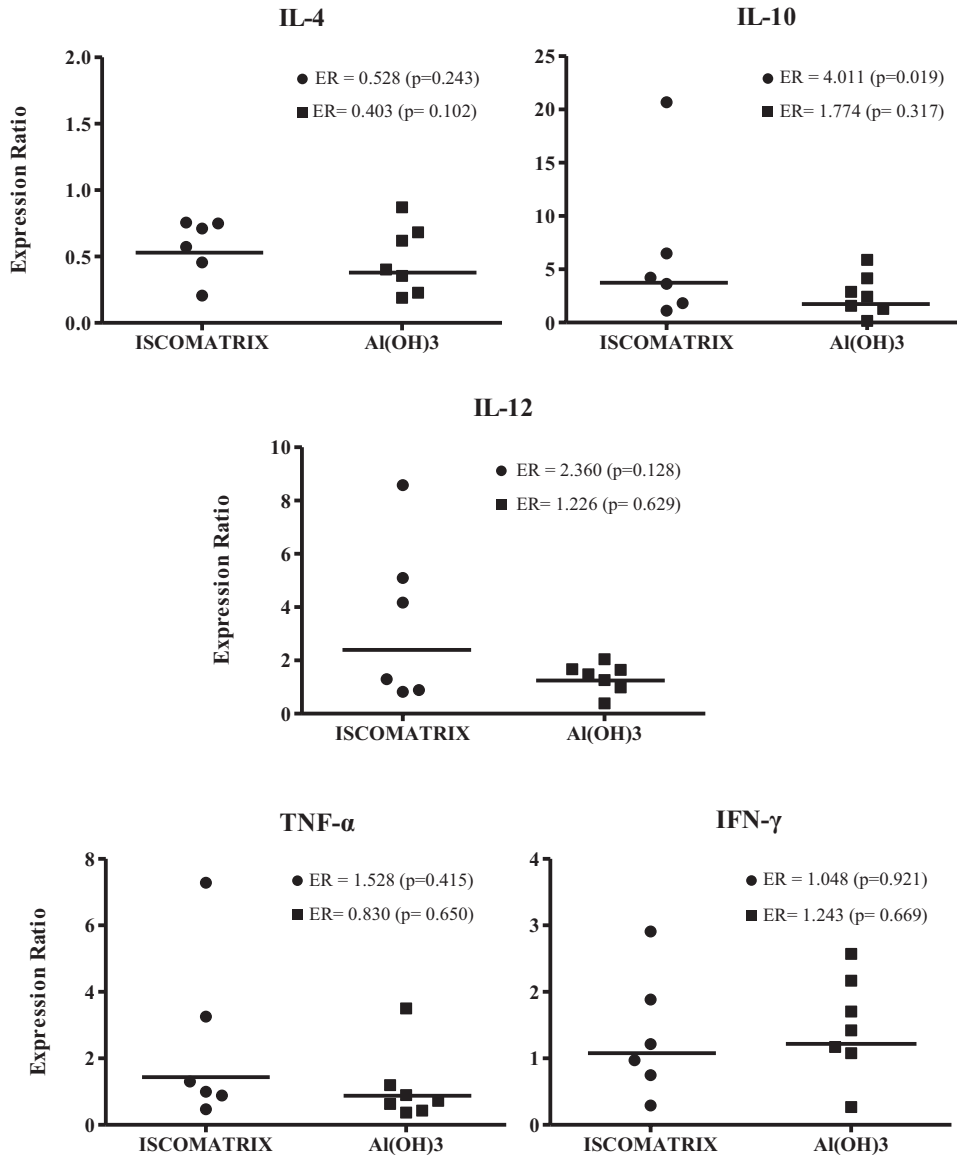 IL-4
Expression Ratio
2.0
1.5
1.0
0.5
0.0
ER = 0.528 (p=0.243)
ER= 0.403 (p= 0.102)
ISCOMATRIX
Al(OH)3
IL-10
25
20
15
10
5
0
ER = 4.011 (p=0.019)
ER= 1.774 (p= 0.317)
ISCOMATRIX
Al(OH)3
IL-12
Expression Ratio
10
8
6
4
2
0
ER = 2.360 (p=0.128)
ER= 1.226 (p= 0.629)
ISCOMATRIX
Al(OH)3
TNF-α
Expression Ratio
8
6
4
2
0
ER = 1.528 (p=0.415)
ER= 0.830 (p= 0.650)
ISCOMATRIX
Al(OH)3
IFN-γ
4
3
2
1
0
ER = 1.048 (p=0.921)
ER= 1.243 (p= 0.669)
ISCOMATRIX
Al(OH)3